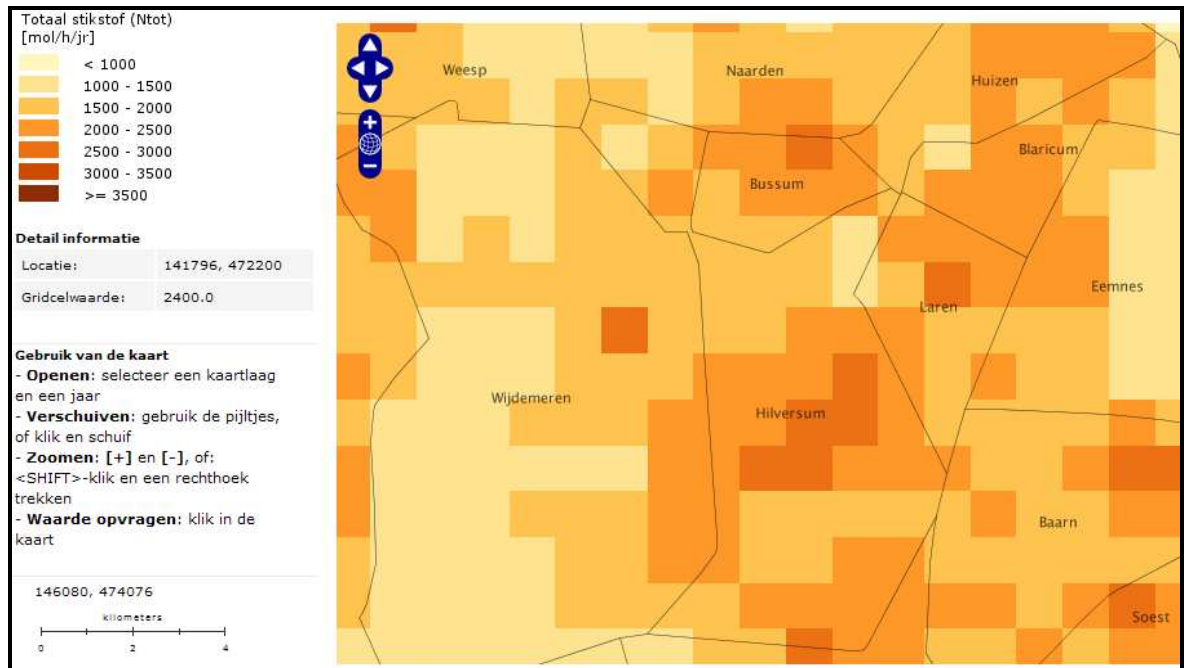 Totaal stikstof (Ntot)
[mol/h/jr]
< 1000
1000 - 1500
1500 - 2000
2000 - 2500
2500 - 3000
3000 - 3500
>= 3500
Detail informatie
Locatie: 141796, 472200
Gridcelwaarde: 2400.0
Gebruik van de kaart
- Openen: selecteer een kaartlaag
en een jaar
- Verschuiven: gebruik de pijltjes,
of klik en schuif
- Zoomen: [+] en [-], of:
<SHIFT>-klik en een rechthoek
trekken
- Waarde opvragen: klik in de
kaart
146080, 474076
kilometers
0 2 4
Weesp
Naarden
Huizen
Blaricum
Bussum
Eemnes
Laren
Wijdemeren
Hilversum
Baarn
Soest